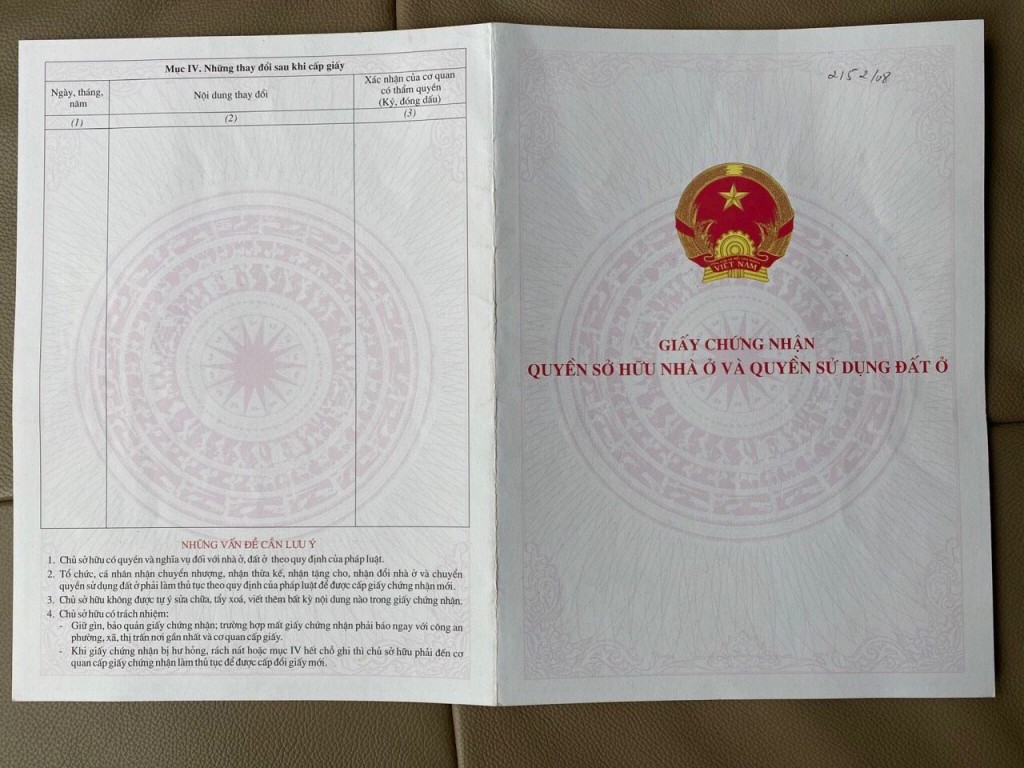 Mục IV. Những thay đổi sau khi cấp giấy
Ngày, tháng, năm
Nội dung thay đổi
Xác nhận của cơ quan có thẩm quyền (Ký, đóng dấu)
(1)
(2)
(3)
NHỮNG VẤN ĐỀ CẦN LƯU Ý
1. Chủ sở hữu có quyền và nghĩa vụ đối với nhà ở, đất ở theo quy định của pháp luật.
2. Tổ chức, cá nhân nhận chuyển nhượng, nhận thừa kế, nhận tặng cho, nhận đổi nhà ở và chuyển
quyền sử dụng đất ở phải làm thủ tục theo quy định của pháp luật để được cấp giấy chứng nhận mới.
3. Chủ sở hữu không được tự ý sửa chữa, tẩy xoá, viết thêm bất kỳ nội dung nào trong giấy chứng nhận.
4. Chủ sở hữu có trách nhiệm:
- Giữ gìn, bảo quản giấy chứng nhận; trường hợp mất giấy chứng nhận phải báo ngay với công an
phường, xã, thị trấn nơi gần nhất và cơ quan cấp giấy.
- Khi giấy chứng nhận bị hư hỏng, rách nát hoặc mục IV hết chỗ ghi thì chủ sở hữu phải đến cơ
quan cấp giấy chứng nhận làm thủ tục để được cấp đổi giấy mới.
2152/08
VIỆT NAM
GIẤY CHỨNG NHẬN
QUYỀN SỞ HỮU NHÀ Ở VÀ QUYỀN SỬ DỤNG ĐẤT Ở